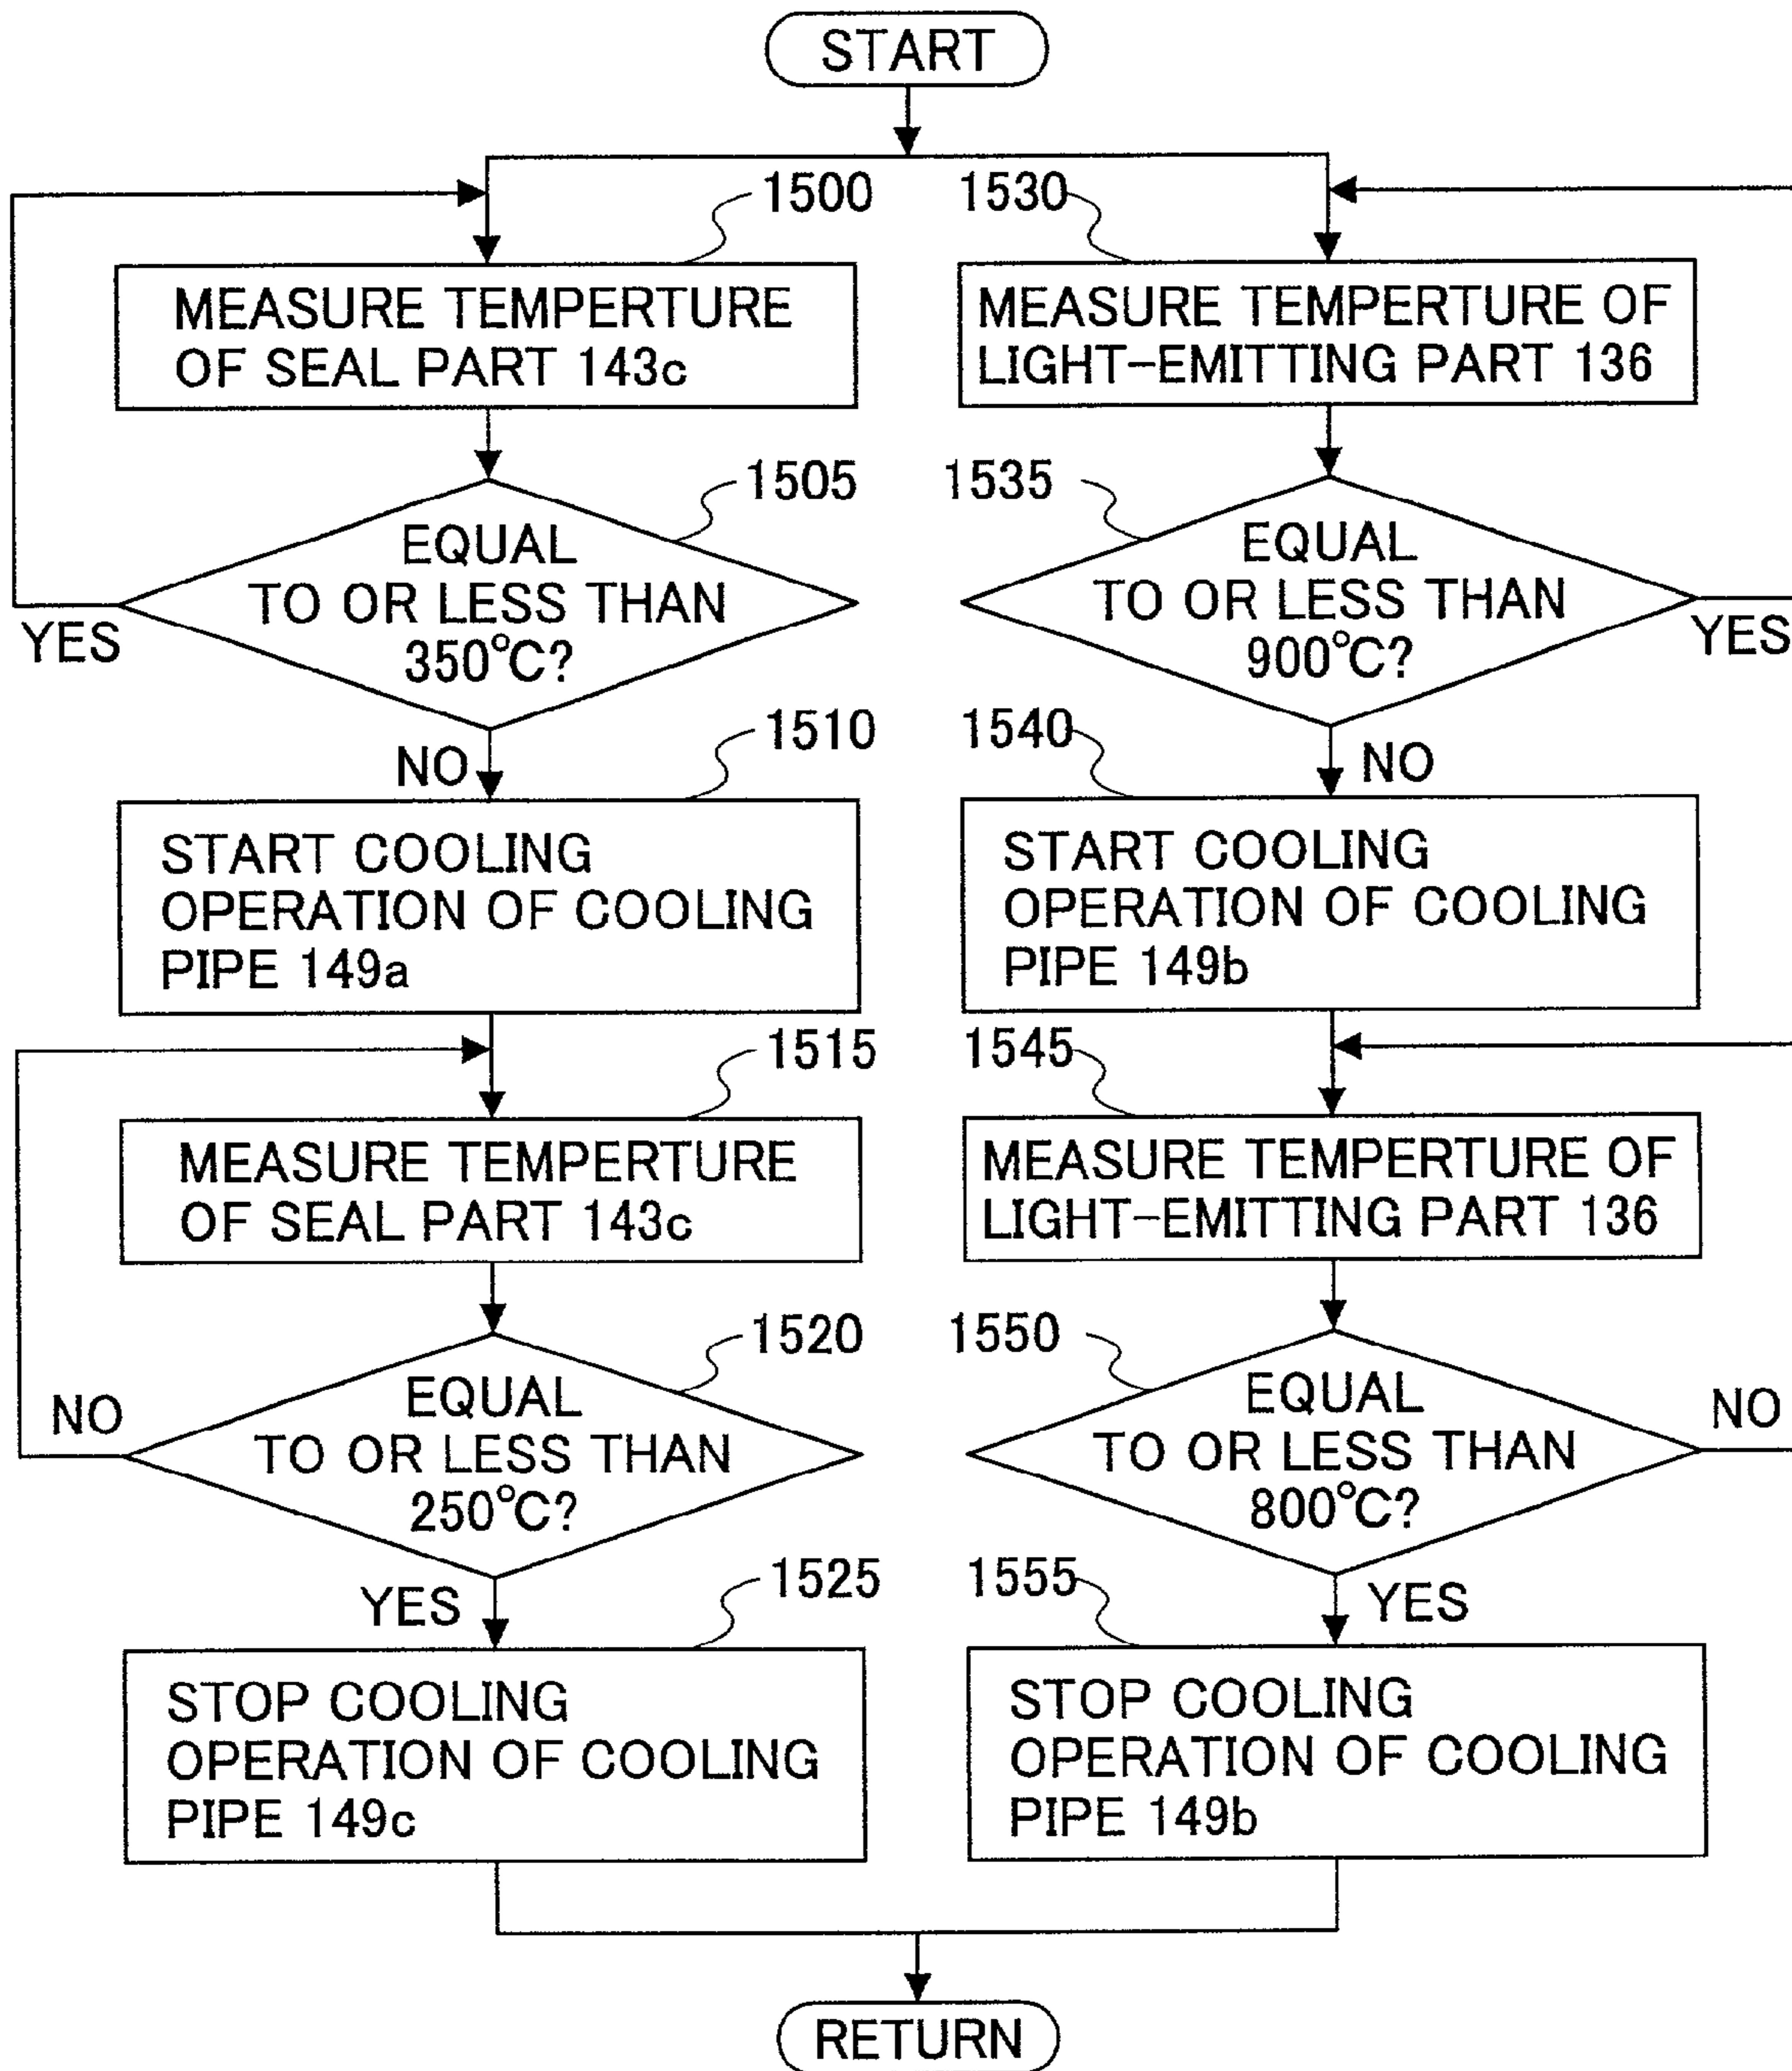 START
1500
MEASURE TEMPERTURE
OF SEAL PART 143c
1505
EQUAL
TO OR LESS THAN
350°C?
YES
NO
1510
START COOLING
OPERATION OF COOLING
PIPE 149a
1515
MEASURE TEMPERTURE
OF SEAL PART 143c
1520
EQUAL
TO OR LESS THAN
250°C?
NO
YES
1525
STOP COOLING
OPERATION OF COOLING
PIPE 149c
1530
MEASURE TEMPERTURE OF
LIGHT-EMITTING PART 136
1535
EQUAL
TO OR LESS THAN
900°C?
YES
NO
1540
START COOLING
OPERATION OF COOLING
PIPE 149b
1545
MEASURE TEMPERTURE OF
LIGHT-EMITTING PART 136
1550
EQUAL
TO OR LESS THAN
800°C?
NO
YES
1555
STOP COOLING
OPERATION OF COOLING
PIPE 149b
RETURN